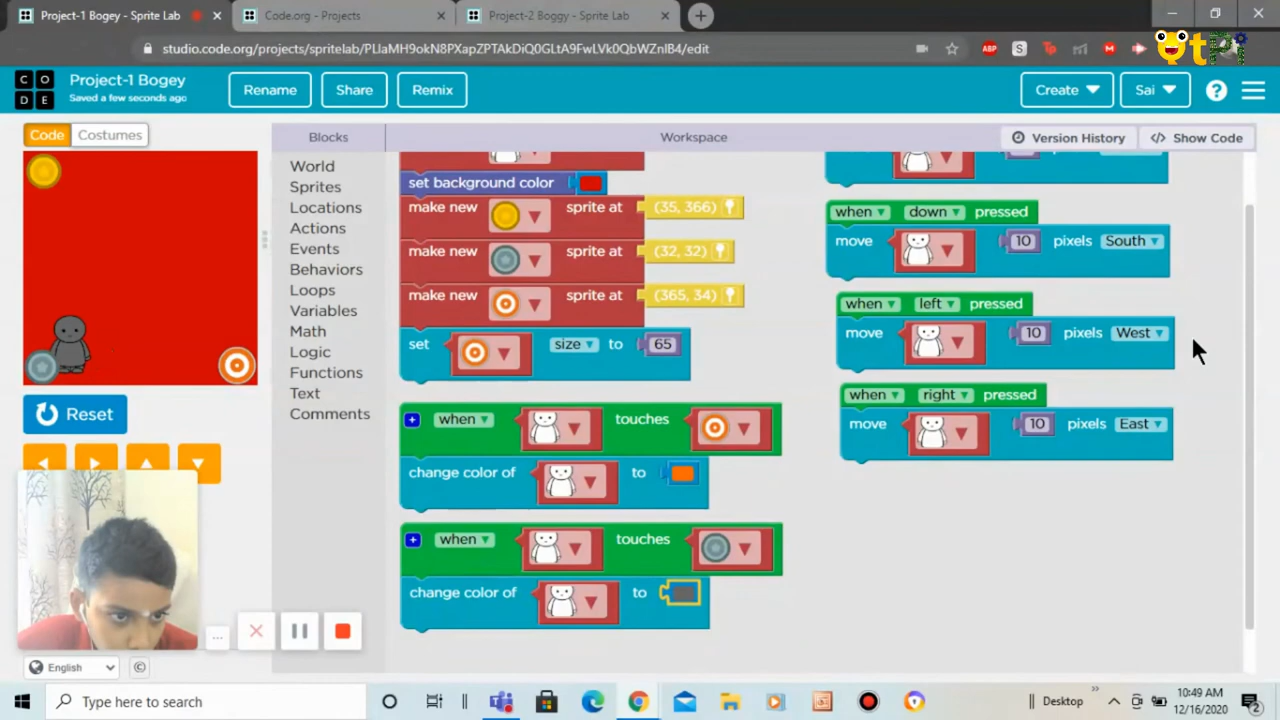 Project-1 Bogey - Sprite Lab
Code.org - Projects
Project-2 Boggy - Sprite Lab
studio.code.org/projects/spritelab/PLlaMH9okN8PXapZPTAkDiQ0GLtA9FwLVk0QbWZnlB4/edit
ABP
S
QtPi
C O
D E
Project-1 Bogey
Saved a few seconds ago
Rename
Share
Remix
Create
Sai
?
Code
Costumes
Blocks
Workspace
Version History
</> Show Code
World
Sprites
Locations
Actions
Events
Behaviors
Loops
Variables
Math
Logic
Functions
Text
Comments
set background color
make new sprite at (35, 366)
make new sprite at (32, 32)
make new sprite at (365, 34)
set size to 65
when touches
change color of to
when touches
change color of to
when down pressed
move 10 pixels South
when left pressed
move 10 pixels West
when right pressed
move 10 pixels East
Reset
...
English
©
Type here to search
Desktop
»
10:49 AM
12/16/2020
2